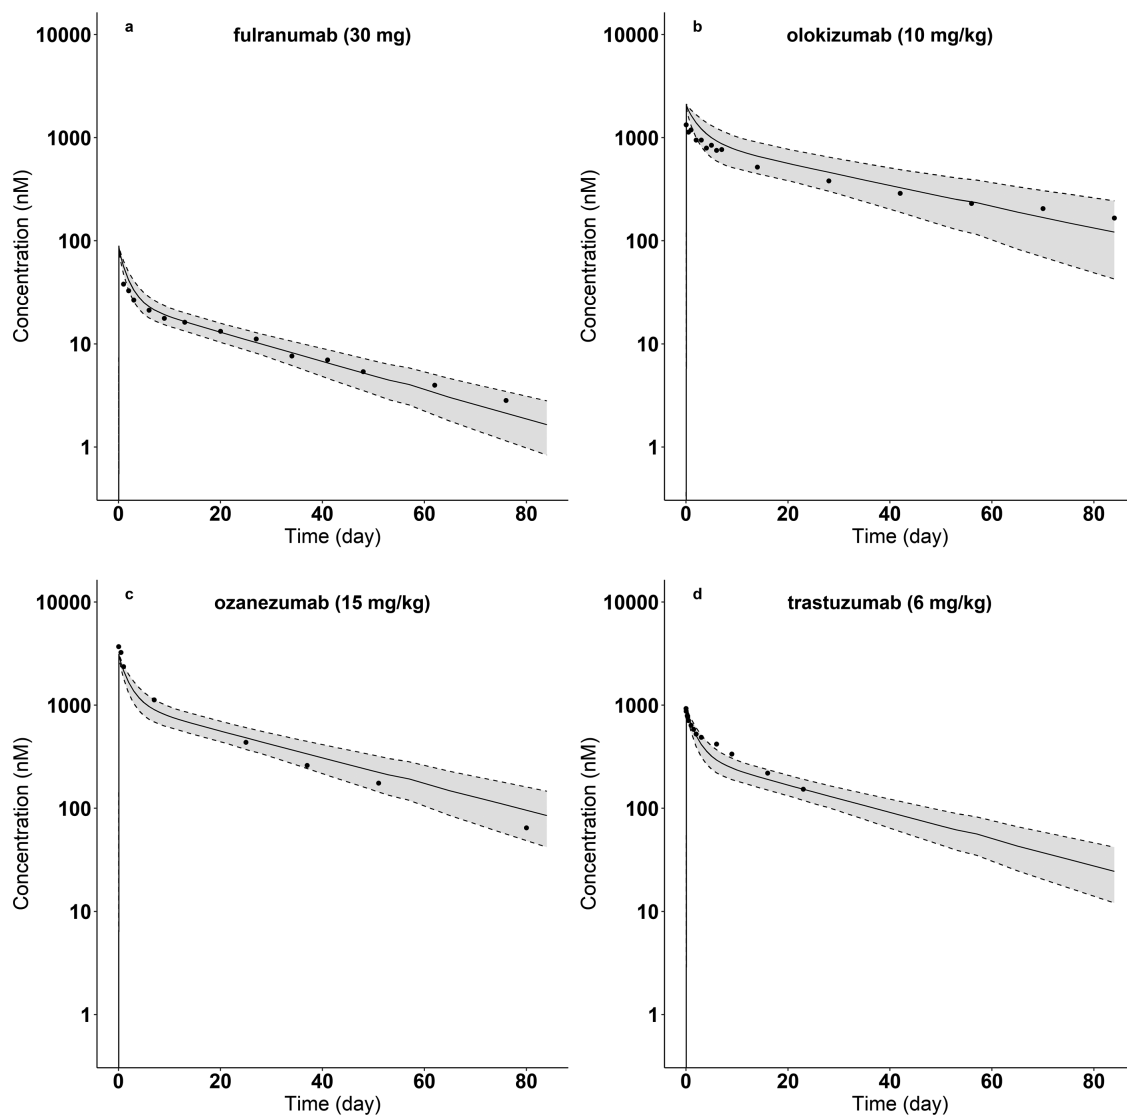 a
fulranumab (30 mg)
10000
1000
100
10
1
Concentration (nM)
0 20 40 60 80
Time (day)
b
olokizumab (10 mg/kg)
10000
1000
100
10
1
Concentration (nM)
0 20 40 60 80
Time (day)
c
ozanezumab (15 mg/kg)
10000
1000
100
10
1
Concentration (nM)
0 20 40 60 80
Time (day)
d
trastuzumab (6 mg/kg)
10000
1000
100
10
1
Concentration (nM)
0 20 40 60 80
Time (day)